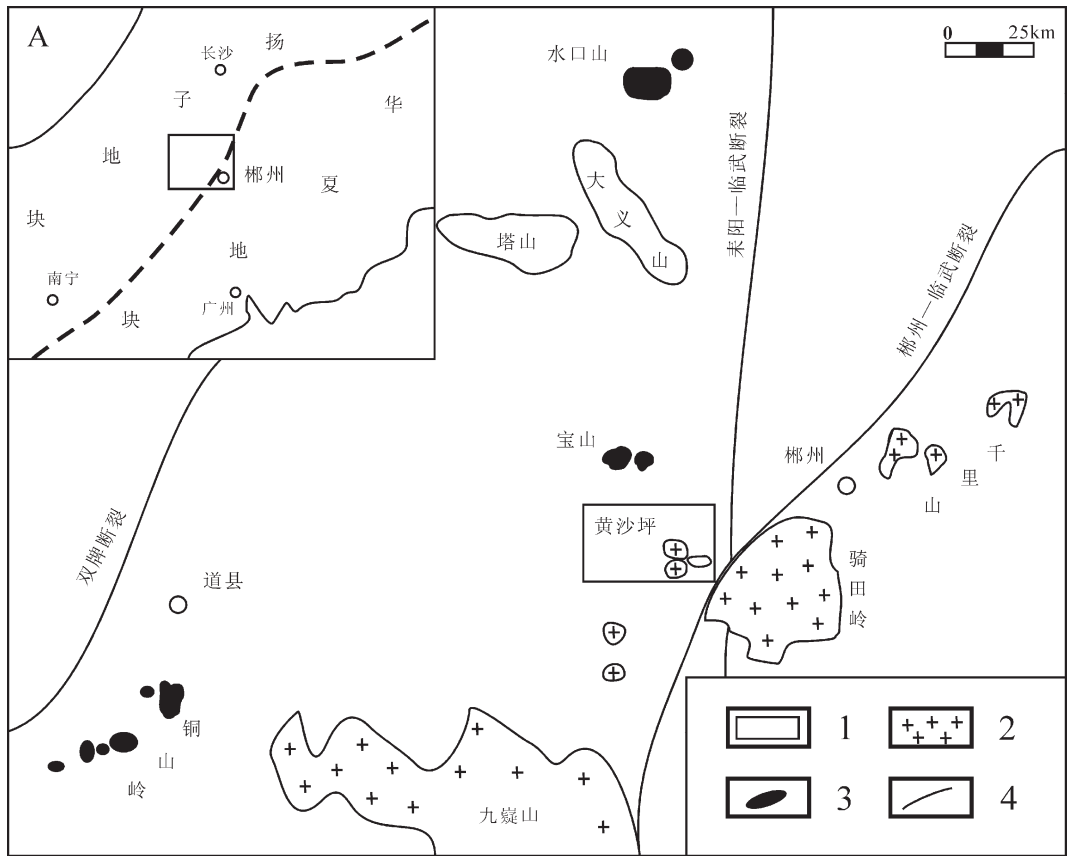 A
扬
子
地
块
华
夏
地
块
长沙
郴州
南宁
广州
0 25km
水口山
大义山
塔山
耒阳—临武断裂
郴州—临武断裂
宝山
郴州
千里山
黄沙坪
骑田岭
双牌断裂
道县
铜山岭
九嶷山
1
2
3
4